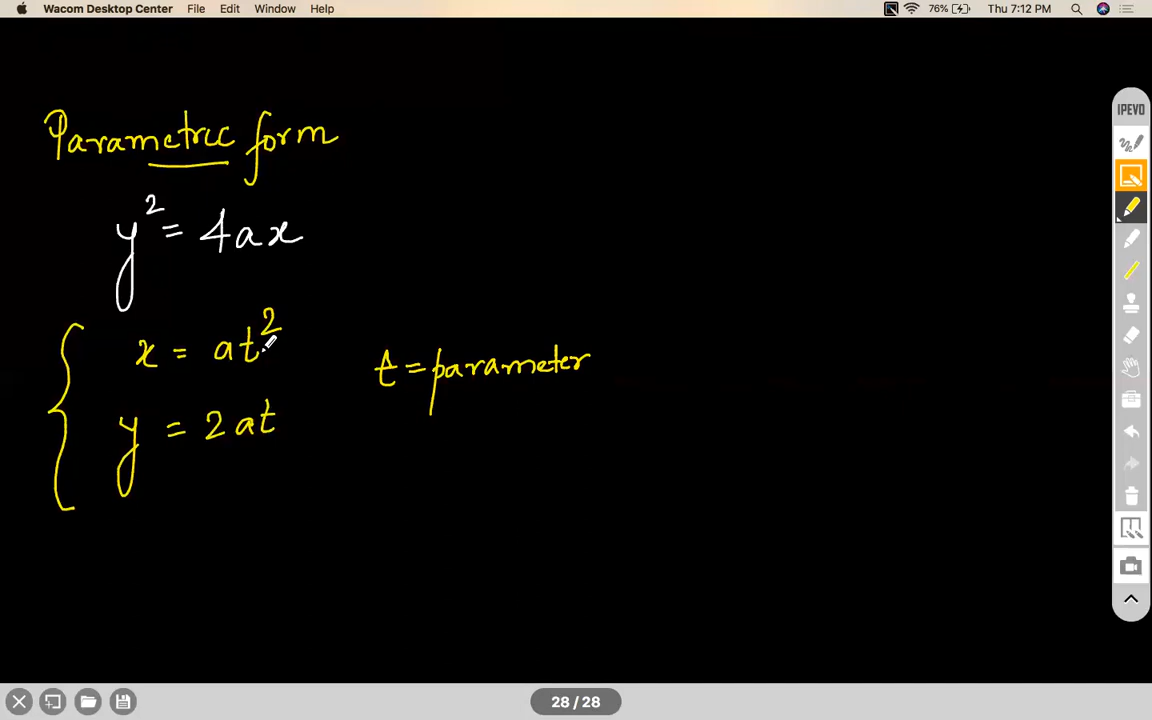 Wacom Desktop Center File Edit Window Help 76% Thu 7:12 PM
IPEVO
Parametric form
y² = 4ax
x = at²
t = parameter
y = 2at
28 / 28